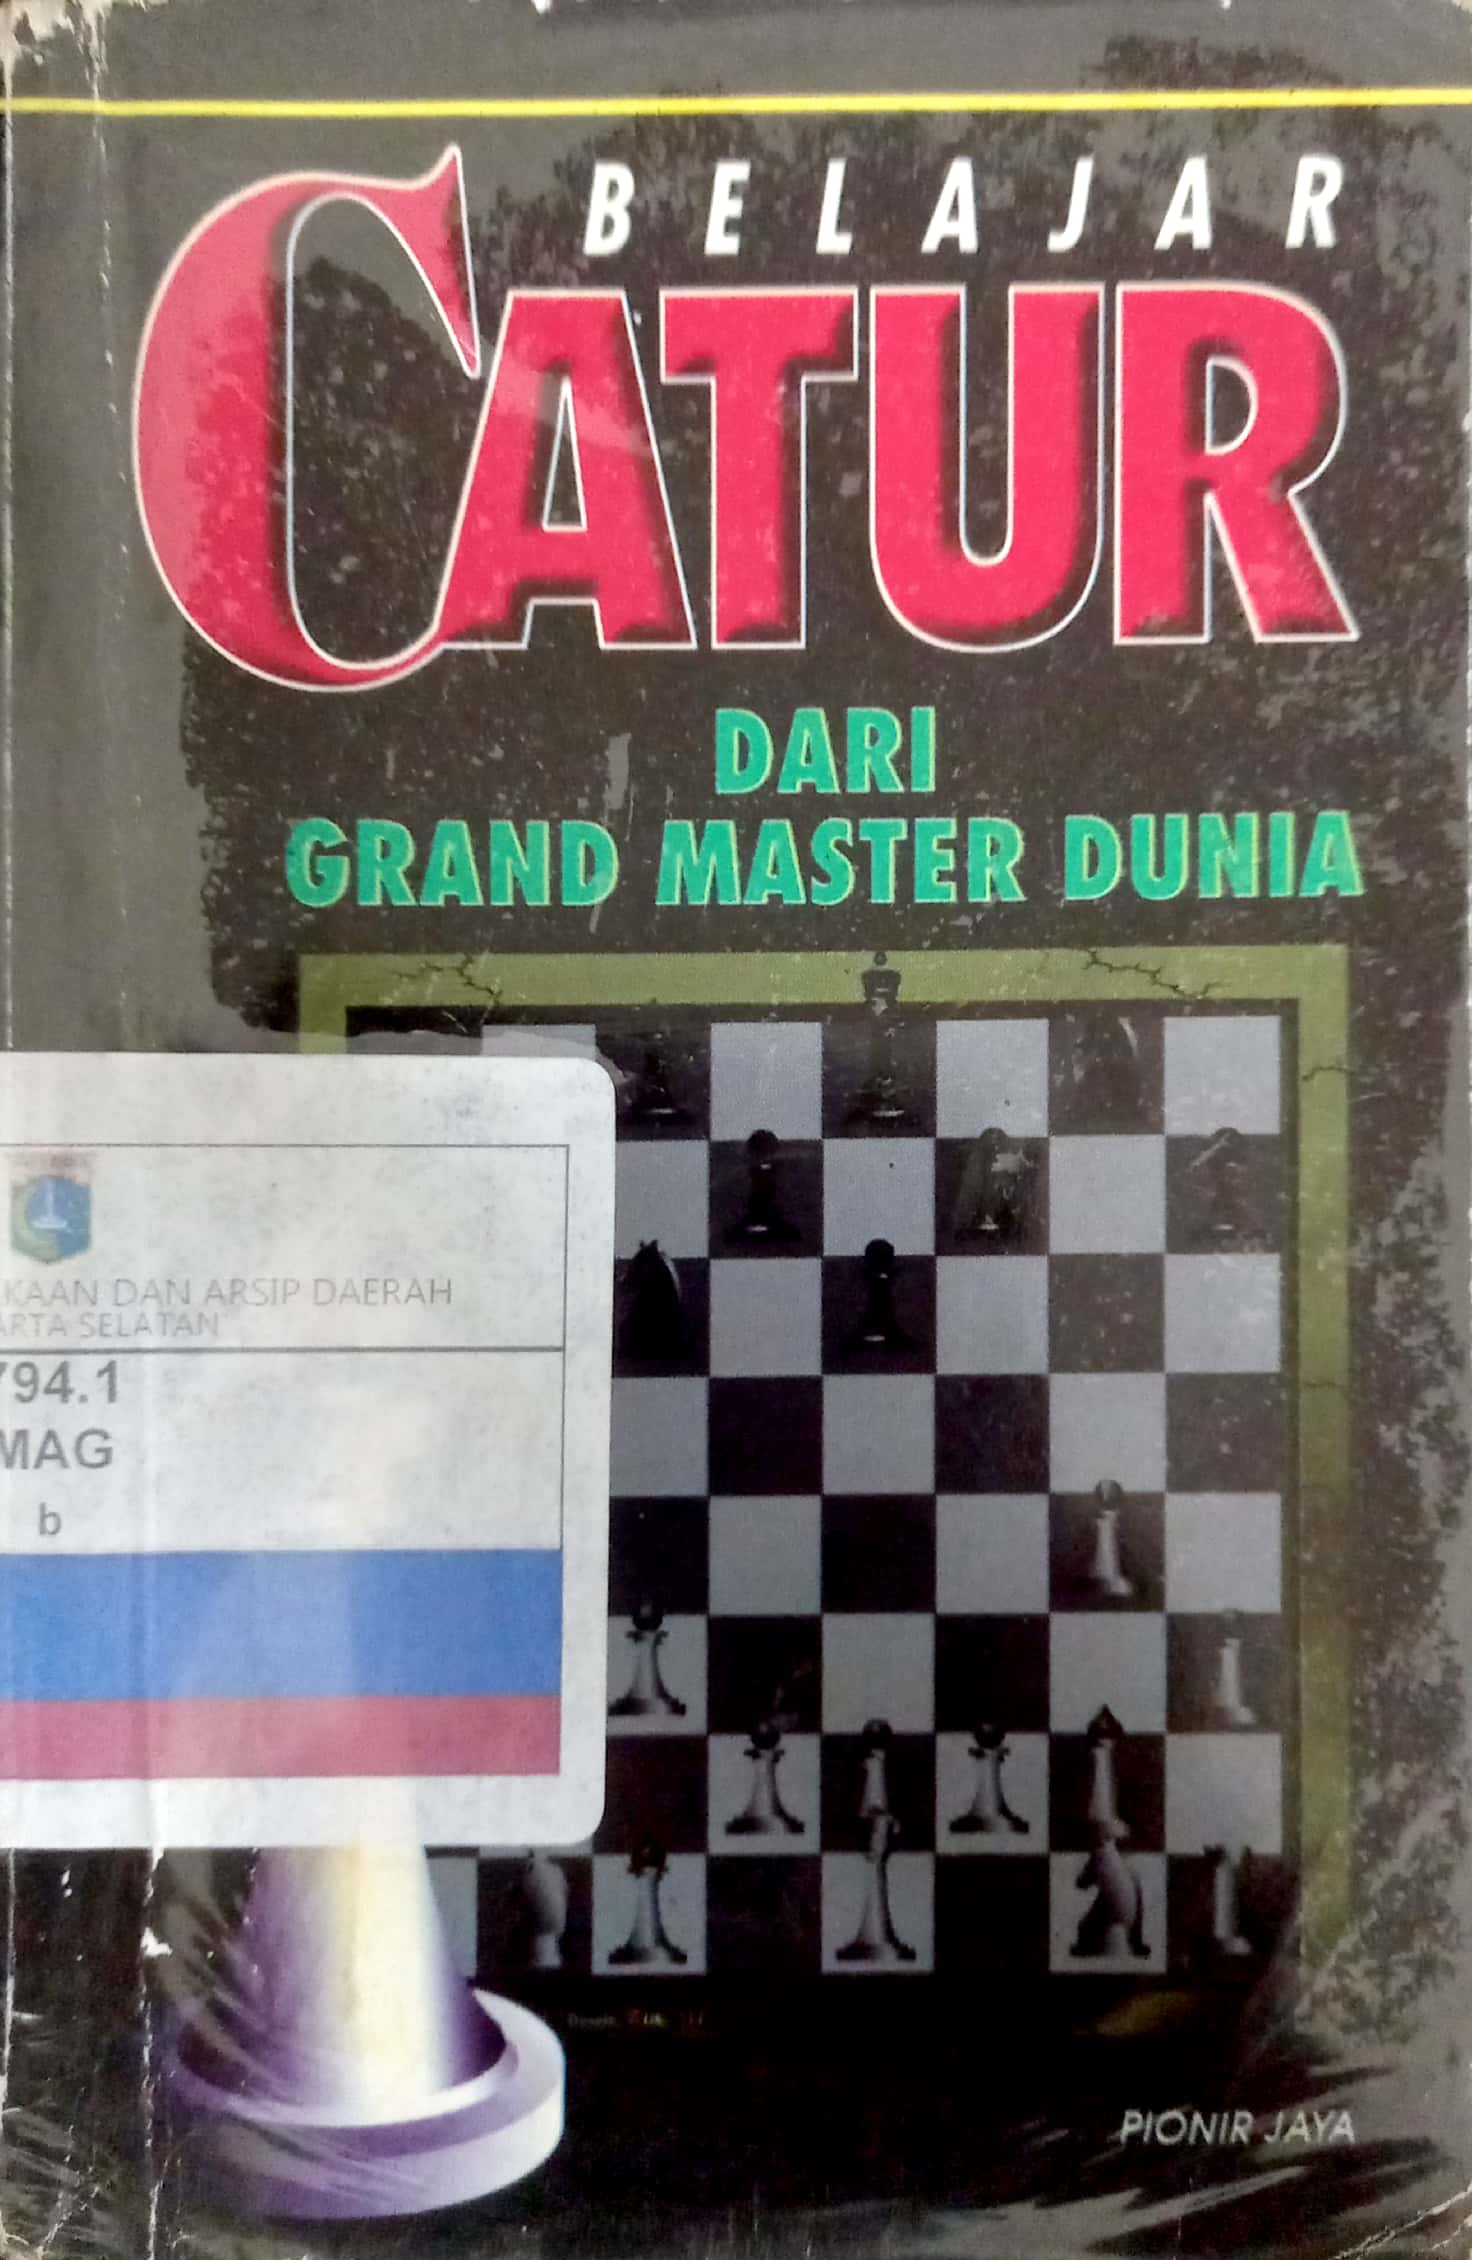 BELAJAR
CATUR
DARI
GRAND MASTER DUNIA
KAAN DAN ARSIP DAERAH
ARTA SELATAN
794.1
MAG
b
PIONIR JAYA